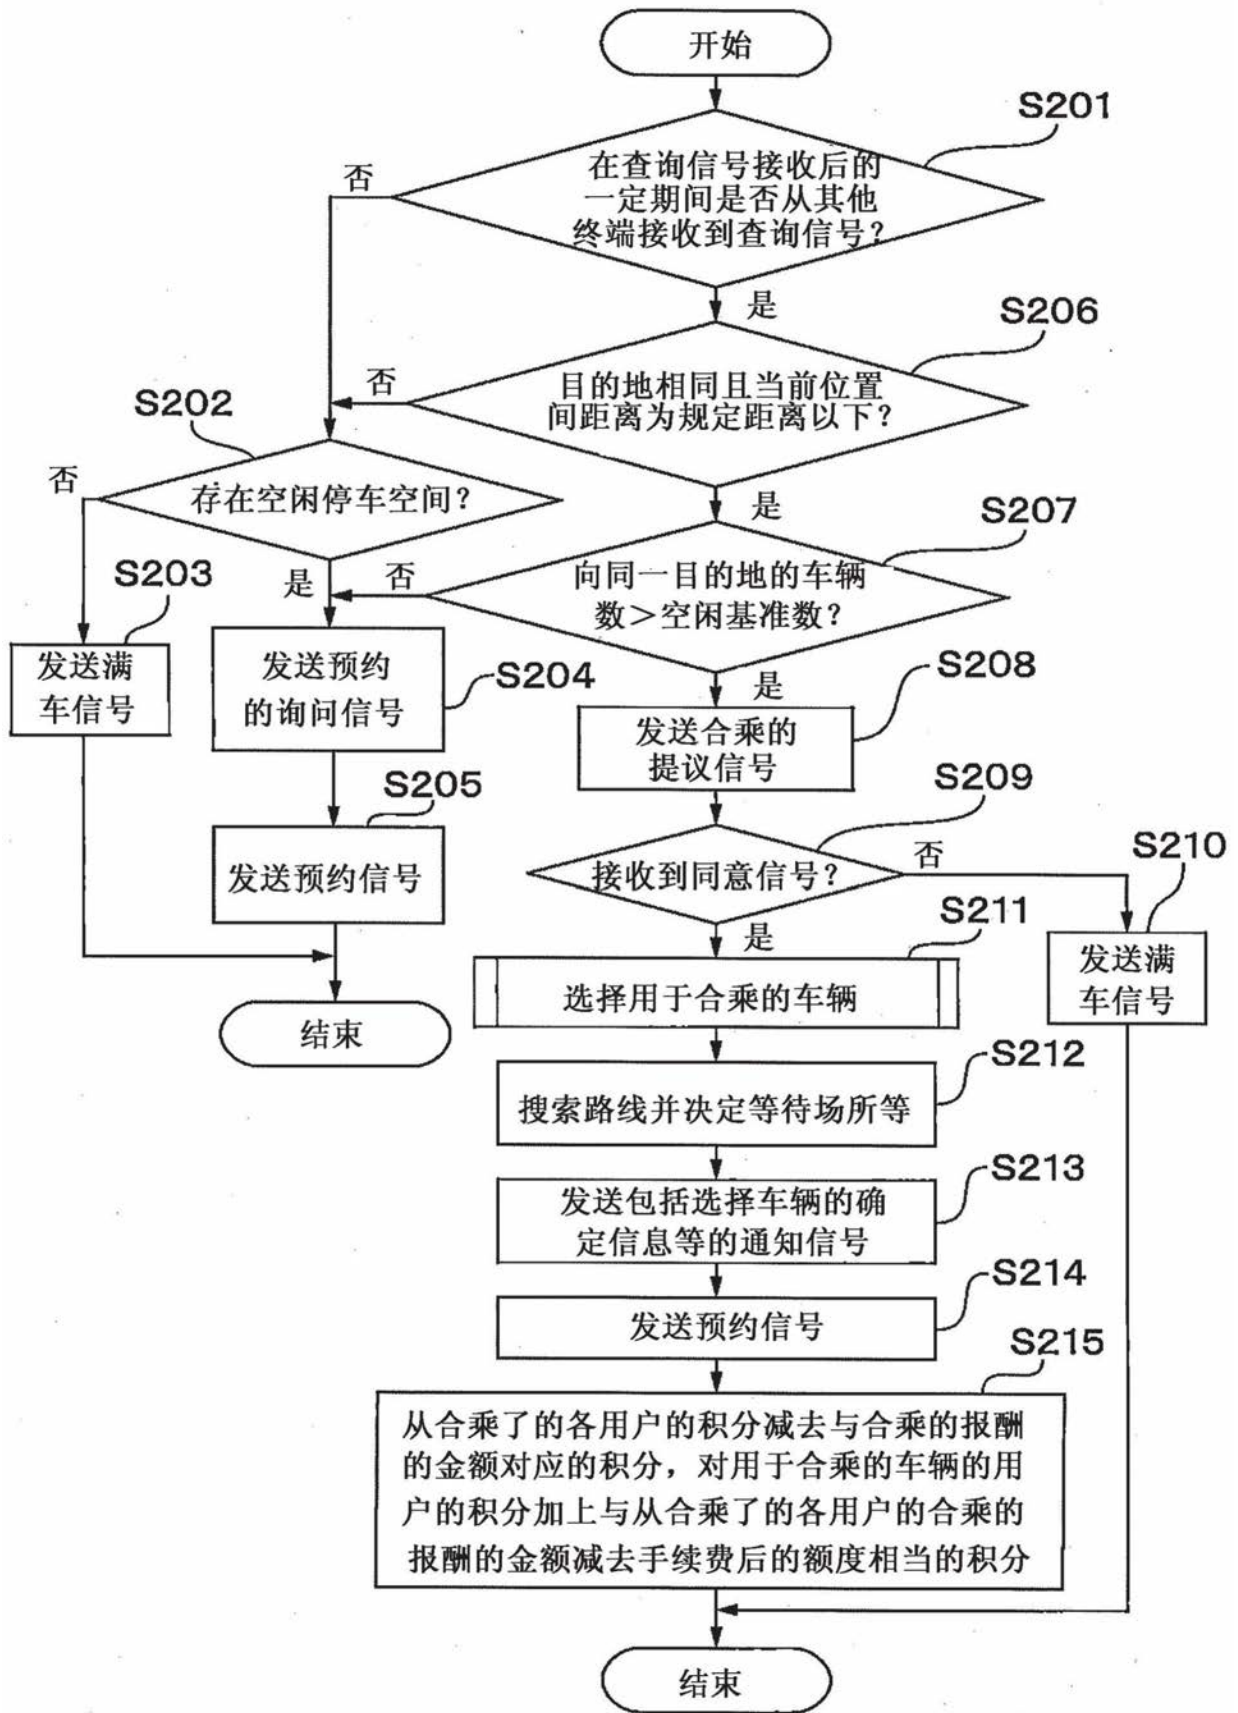 开始
S201
在查询信号接收后的
一定期间是否从其他
终端接收到查询信号？
否
是
S206
目的地相同且当前位置
间距离为规定距离以下？
否
是
S202
存在空闲停车空间？
否
是
S207
向同一目的地的车辆
数＞空闲基准数？
否
是
S203
发送满
车信号
S204
发送预约
的询问信号
S208
发送合乘的
提议信号
S205
发送预约信号
S209
接收到同意信号？
否
是
S210
发送满
车信号
S211
选择用于合乘的车辆
结束
S212
搜索路线并决定等待场所等
S213
发送包括选择车辆的确
定信息等的通知信号
S214
发送预约信号
S215
从合乘了的各用户的积分减去与合乘的报酬
的金额对应的积分，对用于合乘的车辆的用
户的积分加上与从合乘了的各用户的合乘的
报酬的金额减去手续费后的额度相当的积分
结束